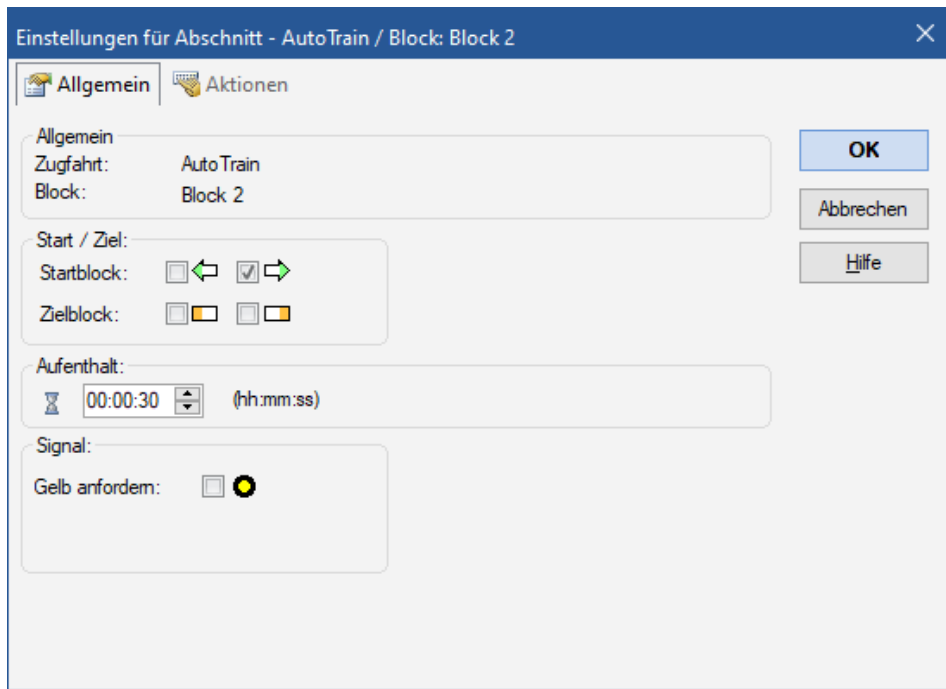 Einstellungen für Abschnitt - AutoTrain / Block: Block 2
Allgemein Aktionen
Allgemein
Zugfahrt: AutoTrain
Block: Block 2
OK
Abbrechen
Hilfe
Start / Ziel:
Startblock:
Zielblock:
Aufenthalt:
00:00:30 (hh:mm:ss)
Signal:
Gelb anfordern: